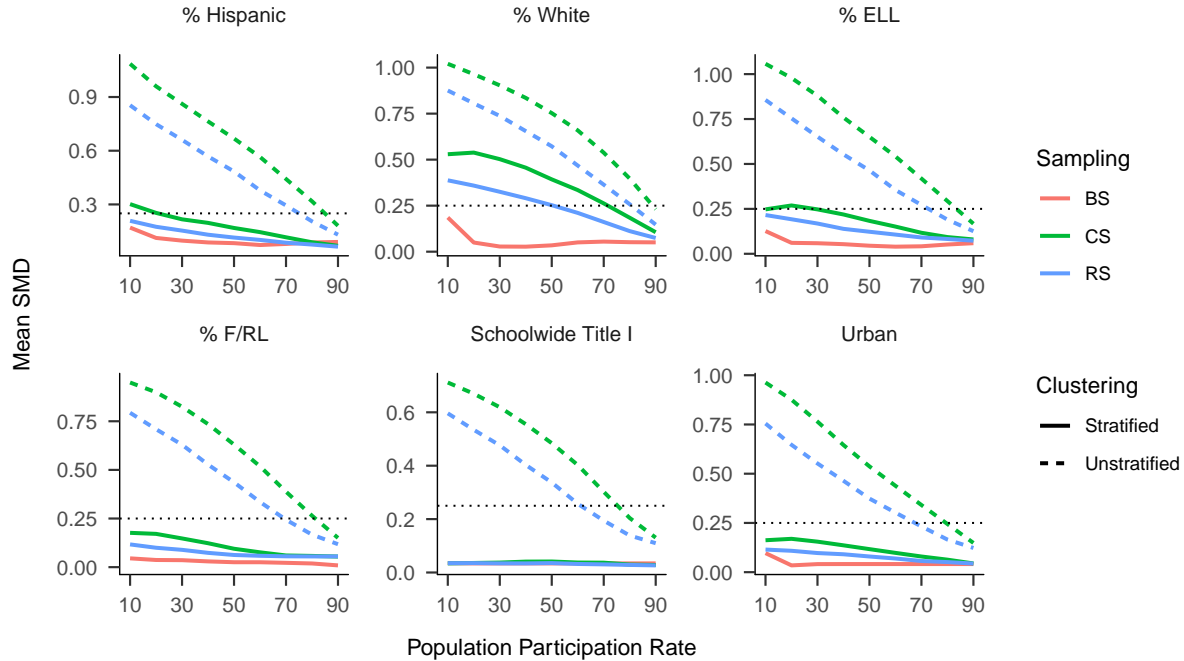 % Hispanic
% White
% ELL
0.9
0.6
0.3
1.00
0.75
0.50
0.25
0.00
1.00
0.75
0.50
0.25
0.00
10 30 50 70 90
10 30 50 70 90
10 30 50 70 90
% F/RL
Schoolwide Title I
Urban
0.75
0.50
0.25
0.00
0.6
0.4
0.2
0.0
1.00
0.75
0.50
0.25
0.00
10 30 50 70 90
10 30 50 70 90
10 30 50 70 90
Mean SMD
Population Participation Rate
Sampling
BS
CS
RS
Clustering
Stratified
Unstratified